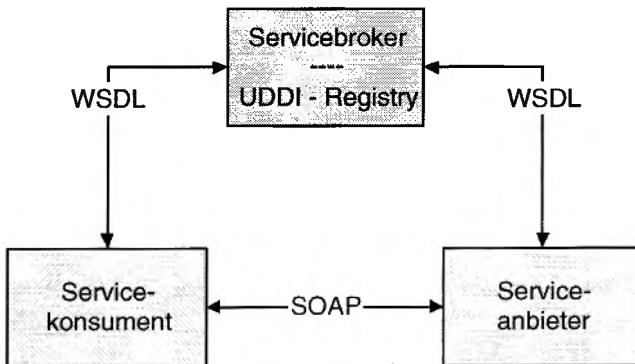 Servicebroker
----
UDDI - Registry
WSDL
WSDL
Service-
konsument
SOAP
Service-
anbieter